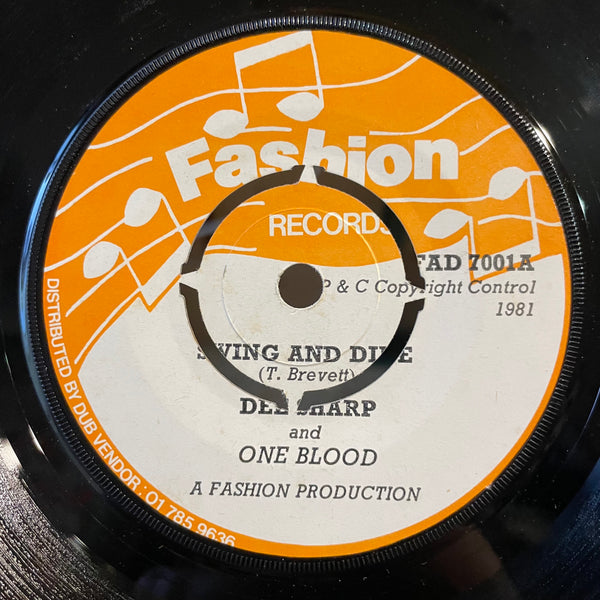 Fashion
RECORDS
FAD 7001A
P & C Copyright Control
1981
SWING AND DIVE
(T. Brevett)
DEE SHARP
and
ONE BLOOD
A FASHION PRODUCTION
DISTRIBUTED BY DUB VENDOR : 01 785 9636